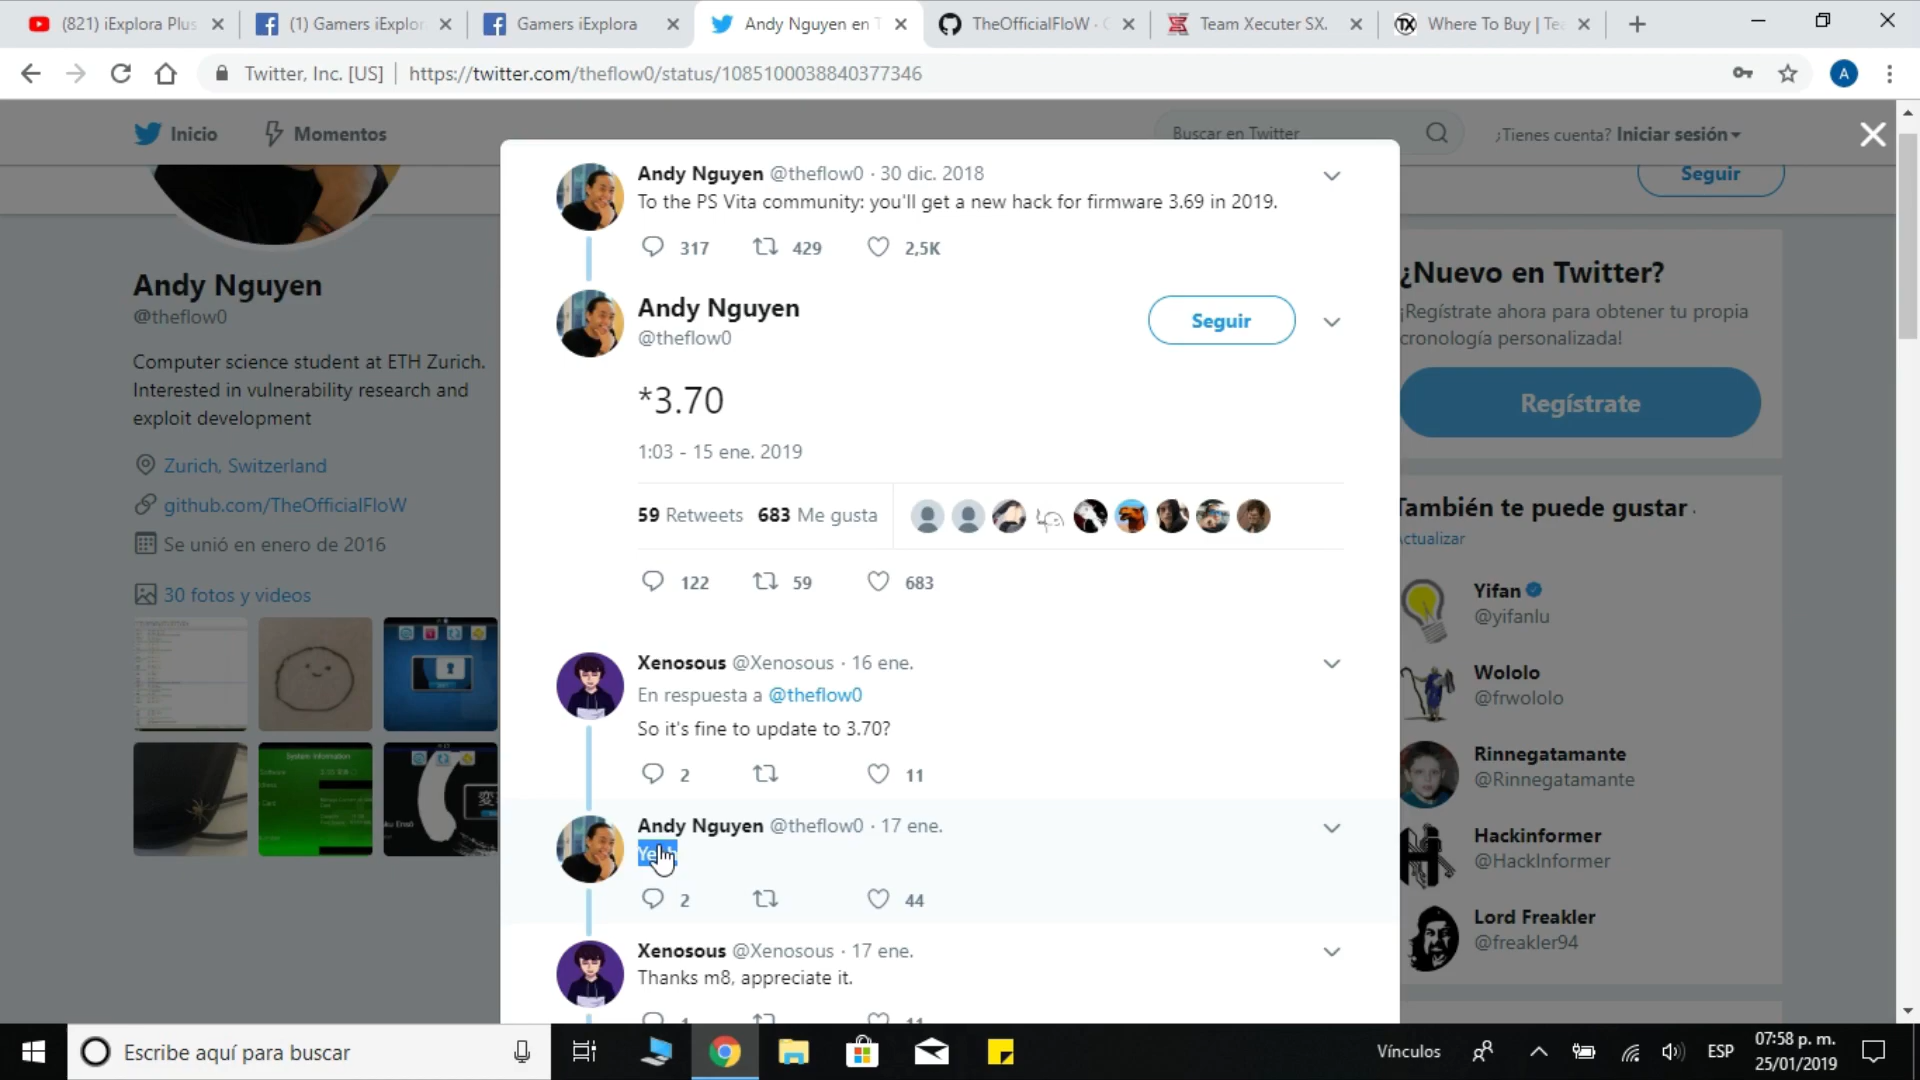 (821) iExplora Plus
(1) Gamers iExplor
Gamers iExplora
Andy Nguyen en T
TheOfficialFloW · G
Team Xecuter SX.
TX
Where To Buy | Tea
Twitter, Inc. [US]
https://twitter.com/theflow0/status/1085100038840377346
A
Inicio
Momentos
Buscar en Twitter
¿Tienes cuenta? Iniciar sesión
Seguir
Andy Nguyen
@theflow0
Computer science student at ETH Zurich.
Interested in vulnerability research and
exploit development
Zurich, Switzerland
github.com/TheOfficialFloW
Se unió en enero de 2016
30 fotos y videos
System Information
Andy Nguyen @theflow0 · 30 dic. 2018
To the PS Vita community: you'll get a new hack for firmware 3.69 in 2019.
317 429 2,5K
Andy Nguyen
@theflow0
Seguir
*3.70
1:03 - 15 ene. 2019
59 Retweets 683 Me gusta
122 59 683
Xenosous @Xenosous · 16 ene.
En respuesta a @theflow0
So it's fine to update to 3.70?
2 11
Andy Nguyen @theflow0 · 17 ene.
2 44
Xenosous @Xenosous · 17 ene.
Thanks m8, appreciate it.
1 11
¿Nuevo en Twitter?
¡Regístrate ahora para obtener tu propia
cronología personalizada!
Regístrate
También te puede gustar ·
Actualizar
Yifan
@yifanlu
Wololo
@frwololo
Rinnegatamante
@Rinnegatamante
Hackinformer
@HackInformer
Lord Freakler
@freakler94
Escribe aquí para buscar
Vínculos
ESP
07:58 p. m.
25/01/2019